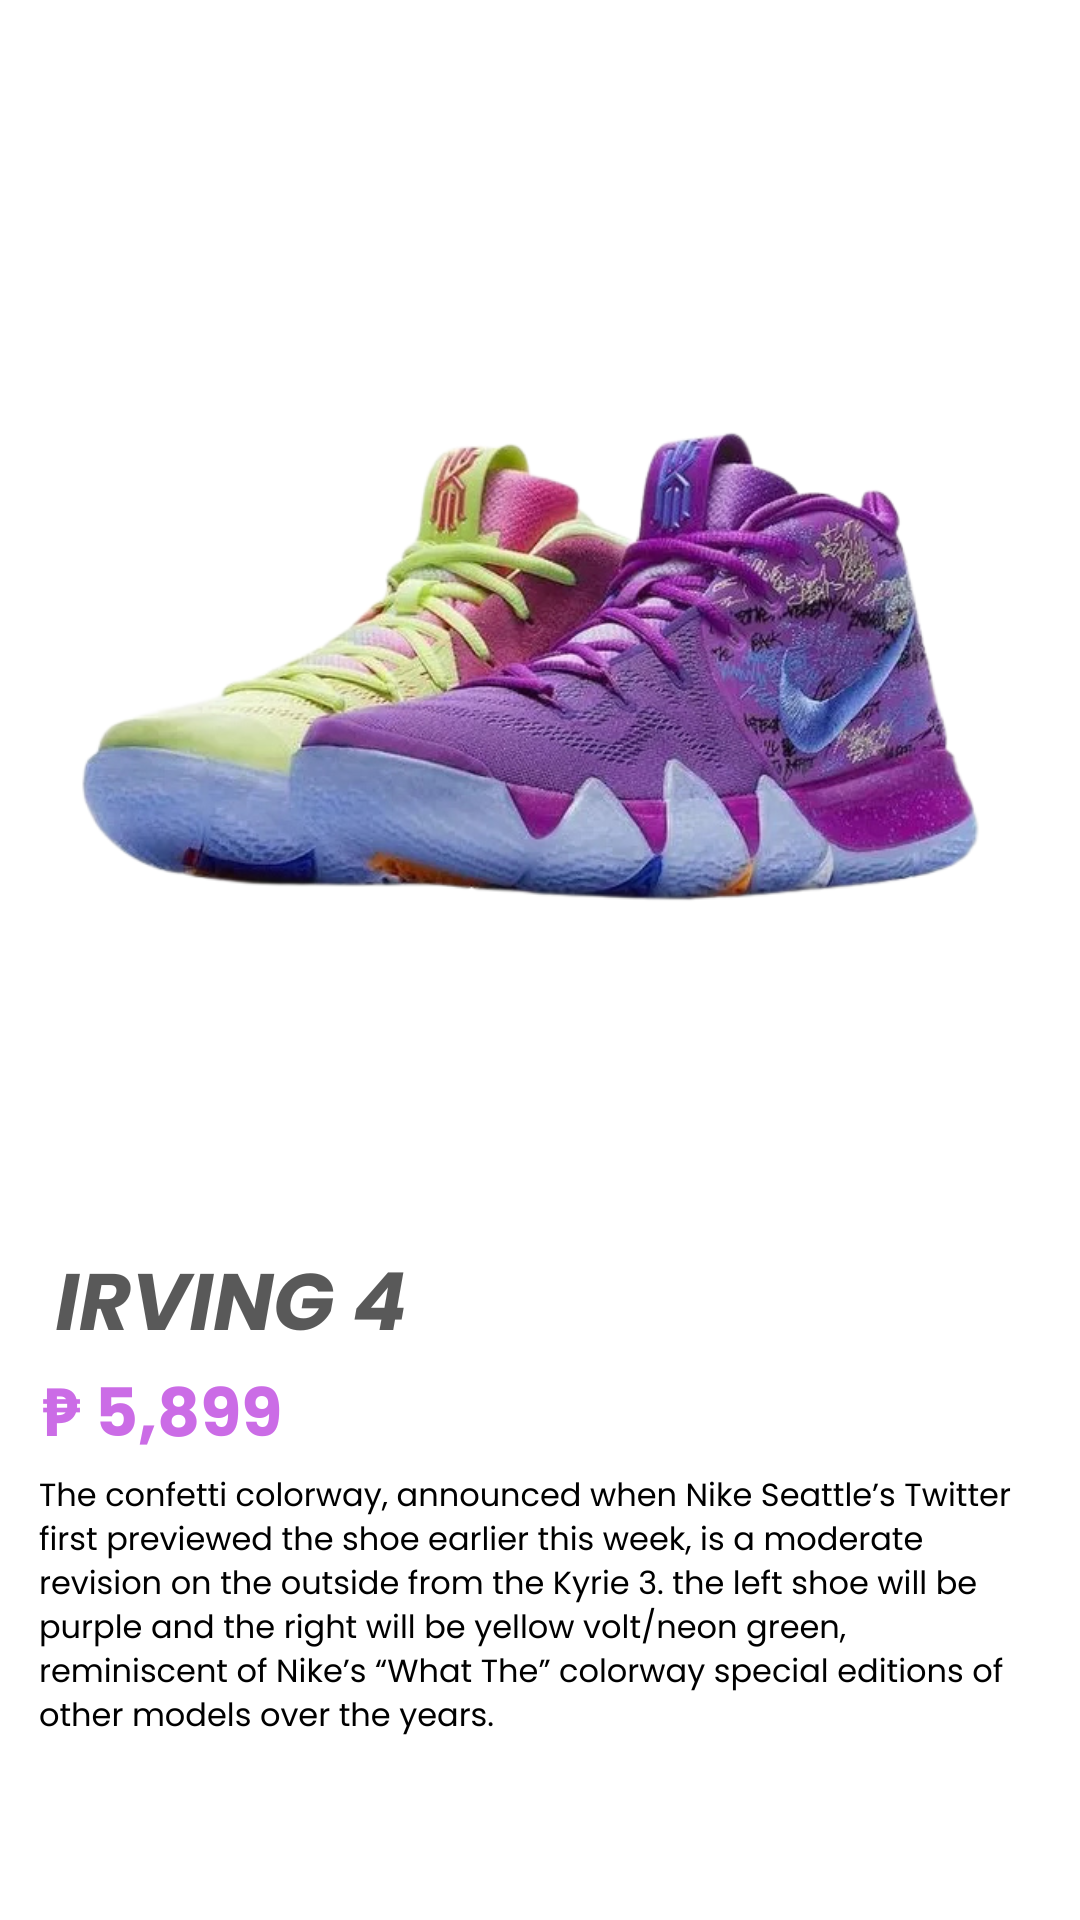 IRVING 4
₱ 5,899
The confetti colorway, announced when Nike Seattle’s Twitter
first previewed the shoe earlier this week, is a moderate
revision on the outside from the Kyrie 3. the left shoe will be
purple and the right will be yellow volt/neon green,
reminiscent of Nike’s “What The” colorway special editions of
other models over the years.